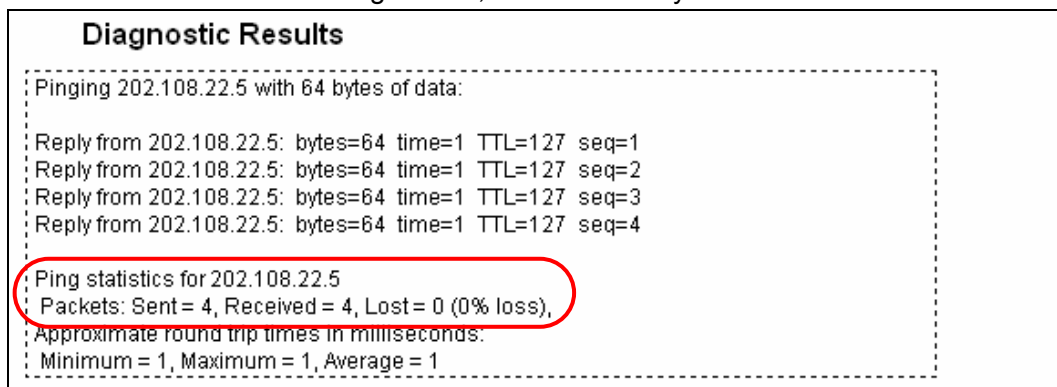 Diagnostic Results
Pinging 202.108.22.5 with 64 bytes of data:
Reply from 202.108.22.5: bytes=64 time=1 TTL=127 seq=1
Reply from 202.108.22.5: bytes=64 time=1 TTL=127 seq=2
Reply from 202.108.22.5: bytes=64 time=1 TTL=127 seq=3
Reply from 202.108.22.5: bytes=64 time=1 TTL=127 seq=4
Ping statistics for 202.108.22.5
Packets: Sent = 4, Received = 4, Lost = 0 (0% loss),
Approximate round trip times in milliseconds:
Minimum = 1, Maximum = 1, Average = 1